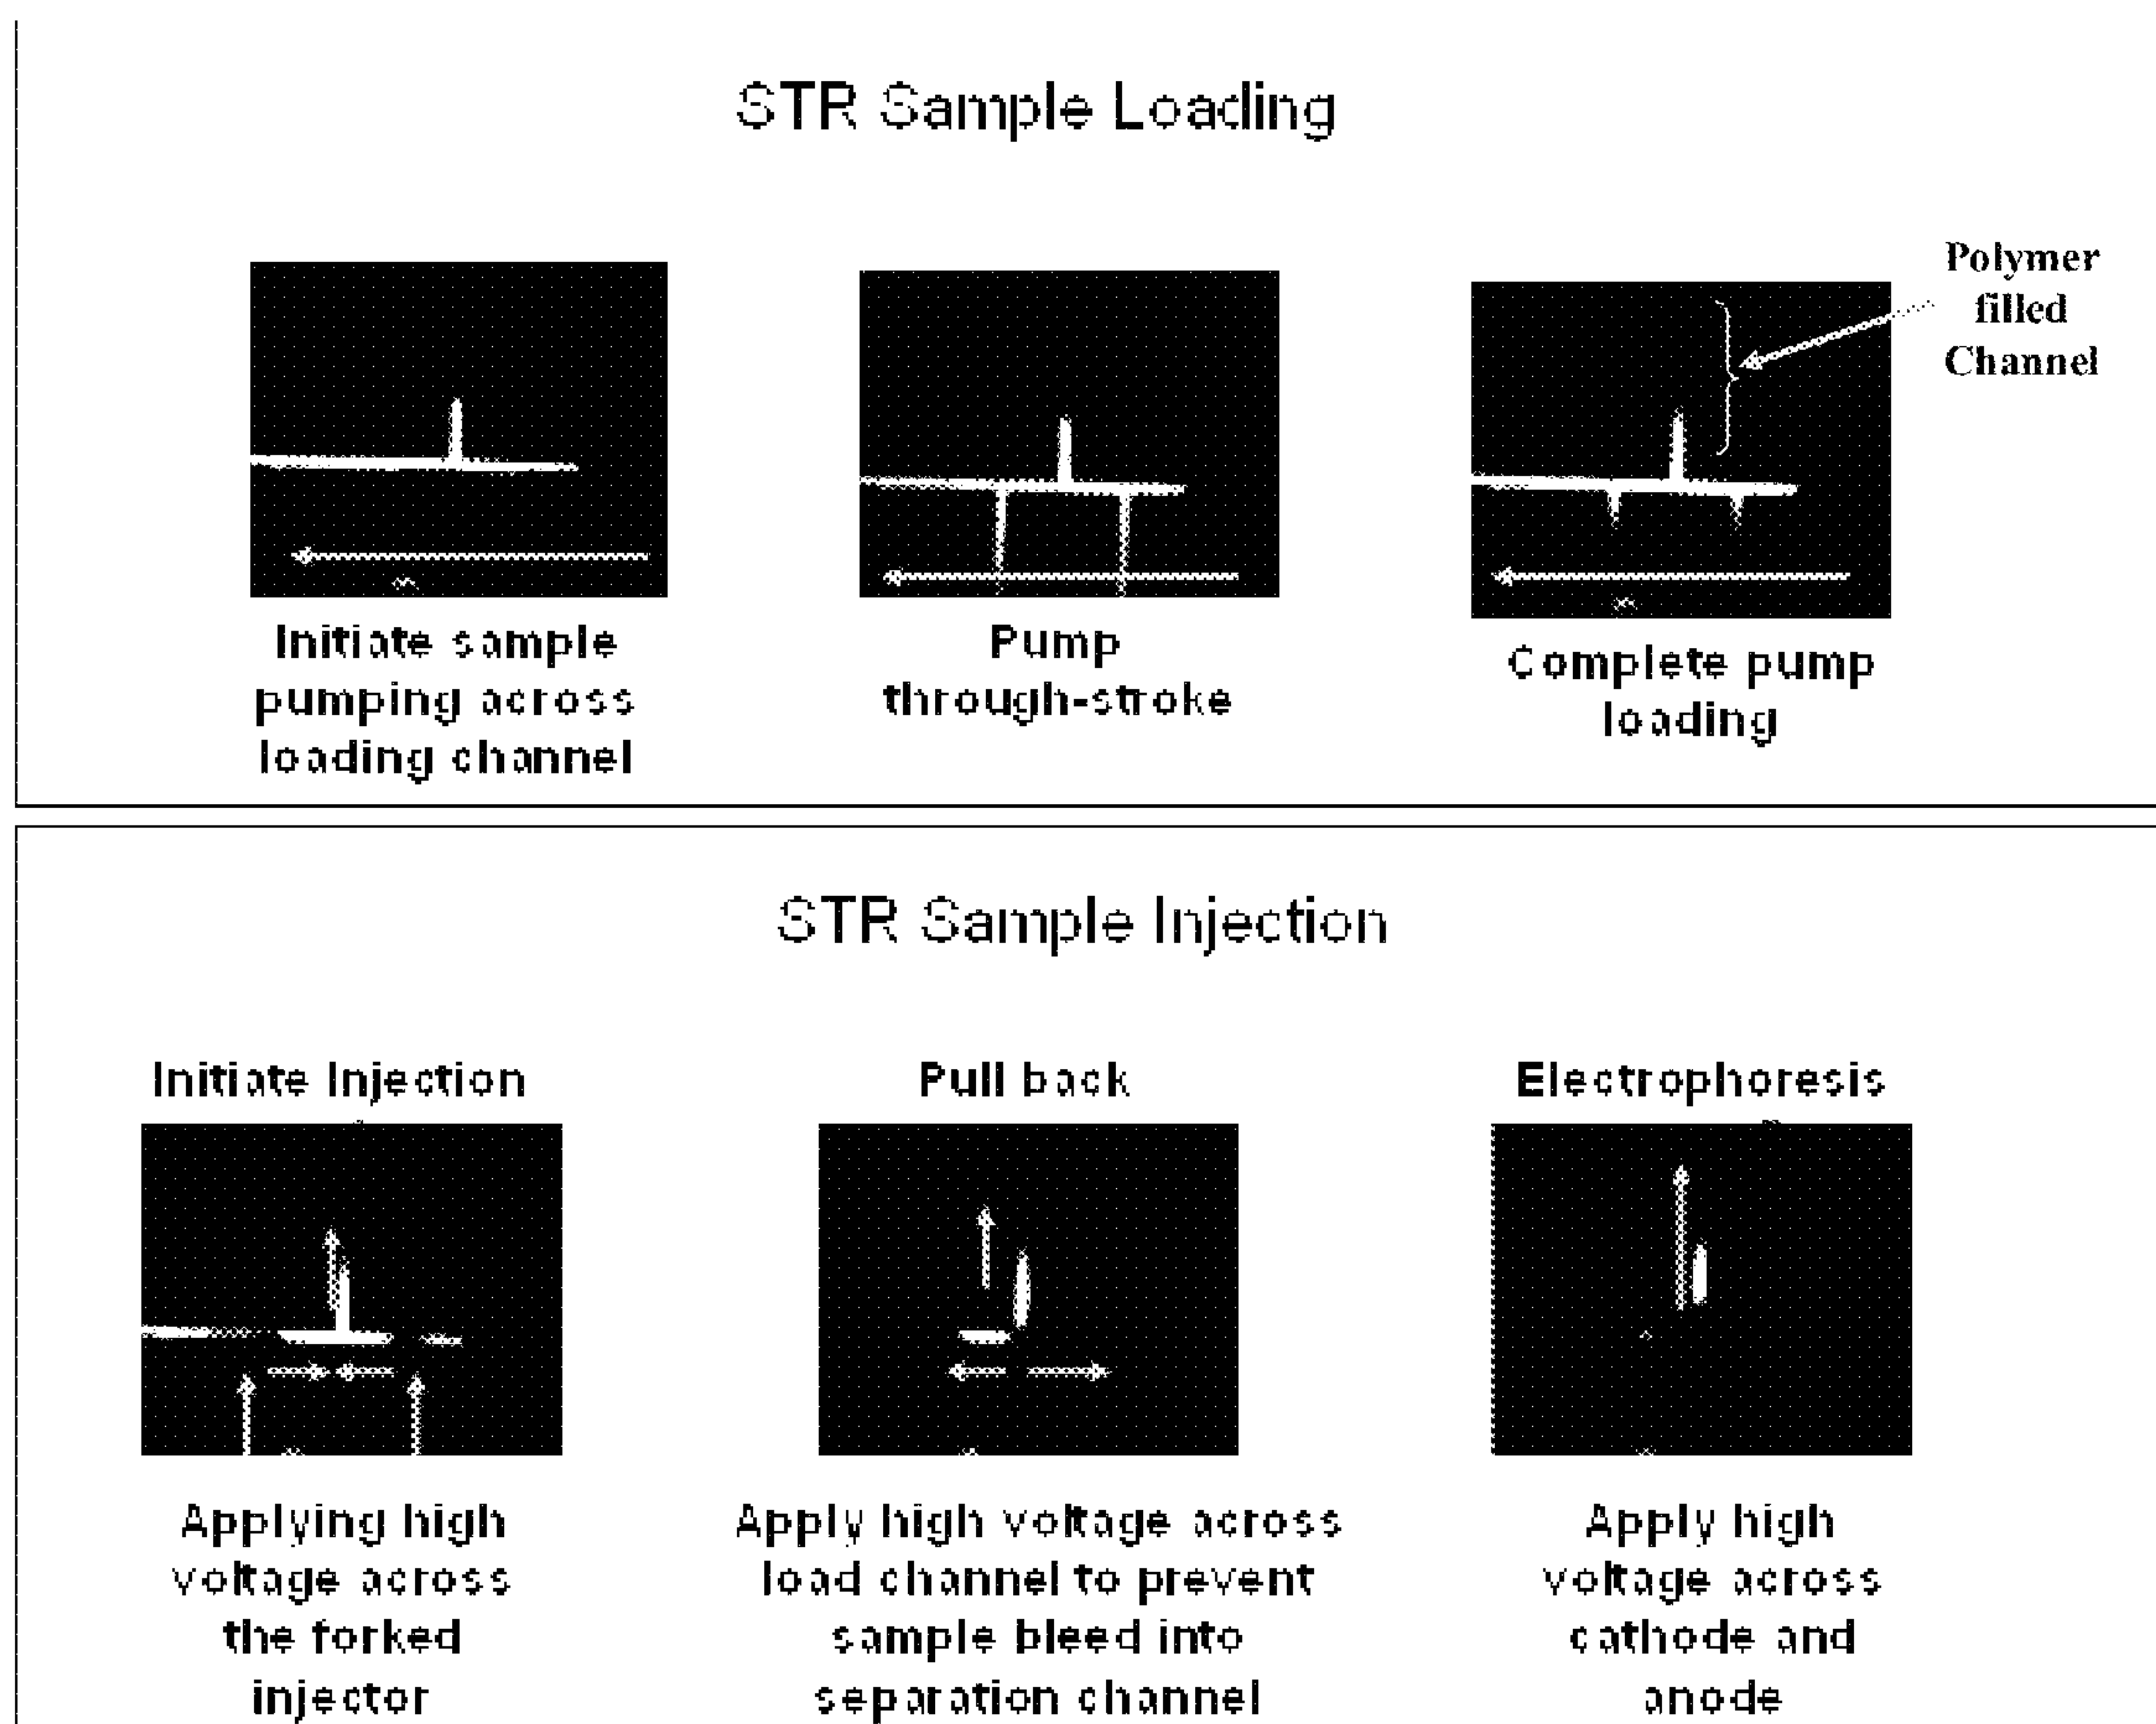 STR Sample Loading
Polymer
filled
Channel
Initiate sample
pumping across
loading channel
Pump
through-stroke
Complete pump
loading
STR Sample Injection
Initiate Injection
Pull back
Electrophoresis
Applying high
voltage across
the forked
injector
Apply high voltage across
load channel to prevent
sample bleed into
separation channel
Apply high
voltage across
cathode and
anode